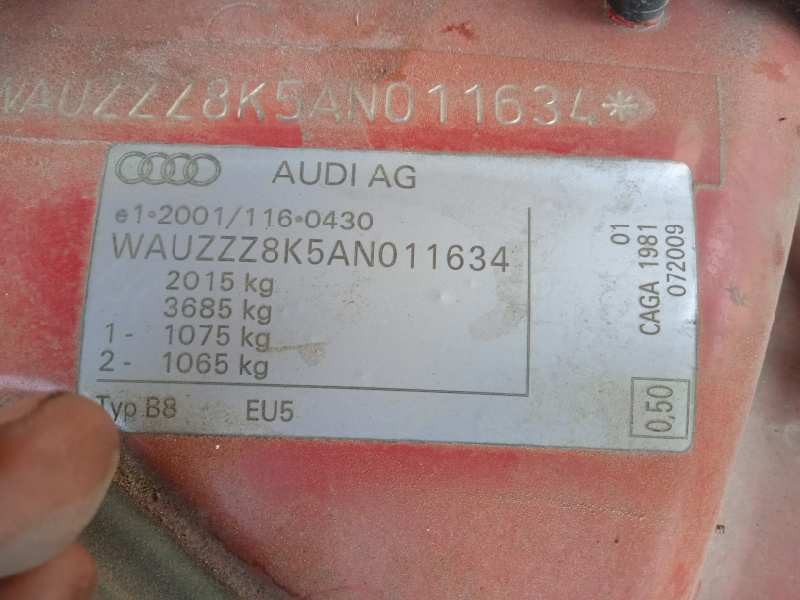 WAUZZZ8K5AN011634*
AUDI AG
e1*2001/116*0430
WAUZZZ8K5AN011634
2015 kg
3685 kg
1- 1075 kg
2- 1065 kg
Typ B8 EU5
01
CAGA 1981
072009
0,50